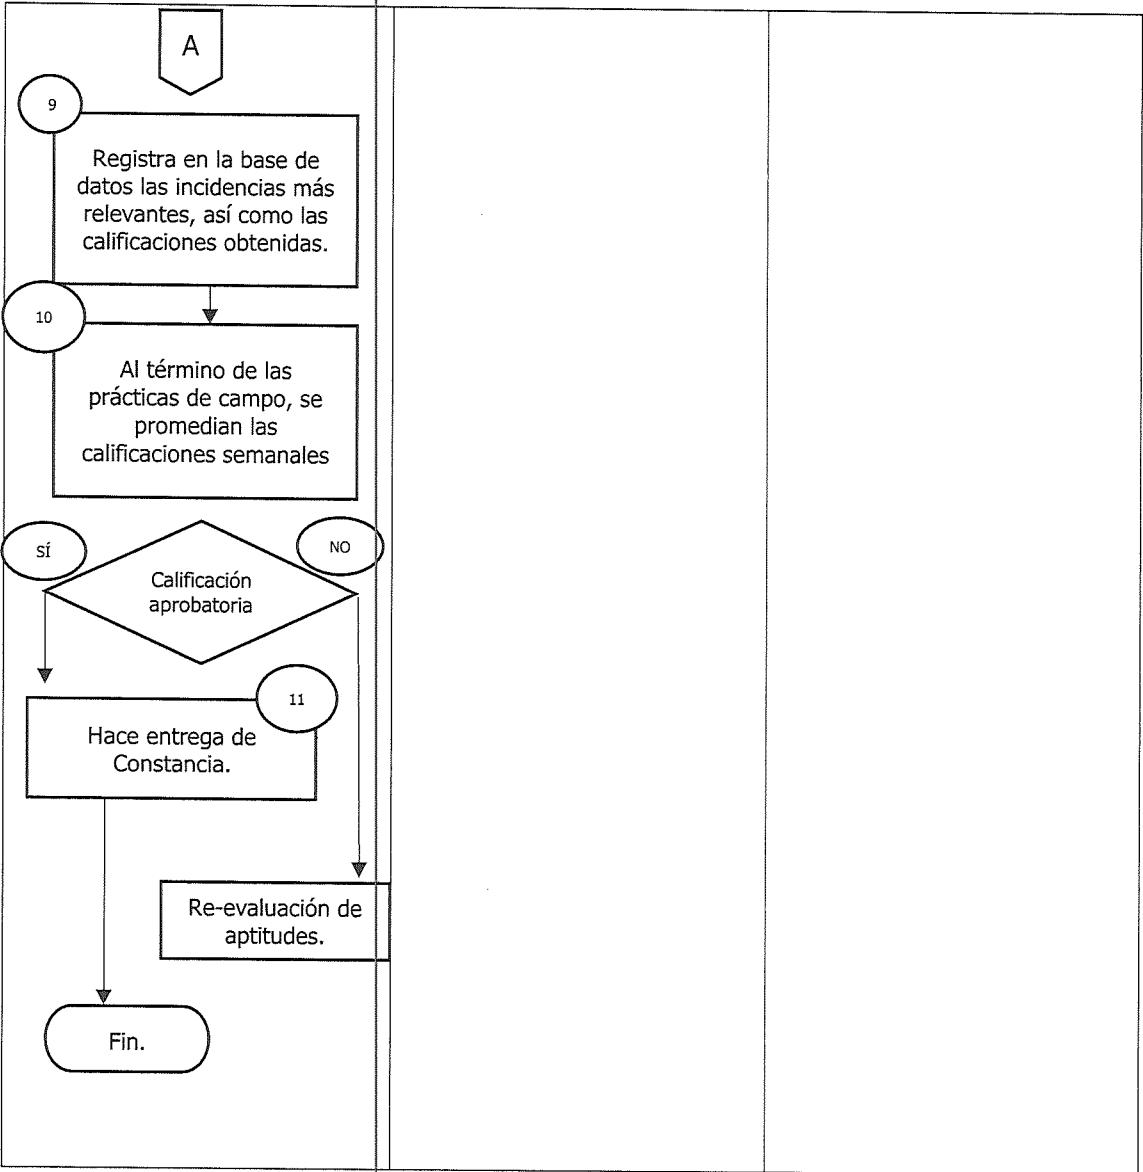 A
9
Registra en la base de
datos las incidencias más
relevantes, así como las
calificaciones obtenidas.
10
Al término de las
prácticas de campo, se
promedian las
calificaciones semanales
SÍ
NO
Calificación
aprobatoria
11
Hace entrega de
Constancia.
Re-evaluación de
aptitudes.
Fin.